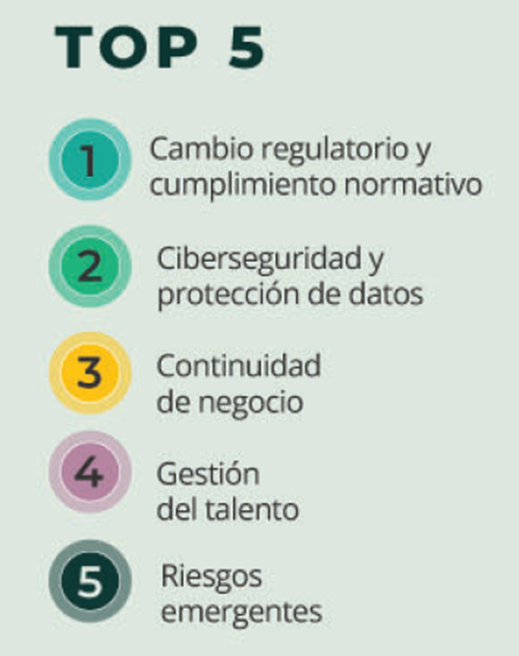 TOP 5
1
Cambio regulatorio y
cumplimiento normativo
2
Ciberseguridad y
protección de datos
3
Continuidad
de negocio
4
Gestión
del talento
5
Riesgos
emergentes